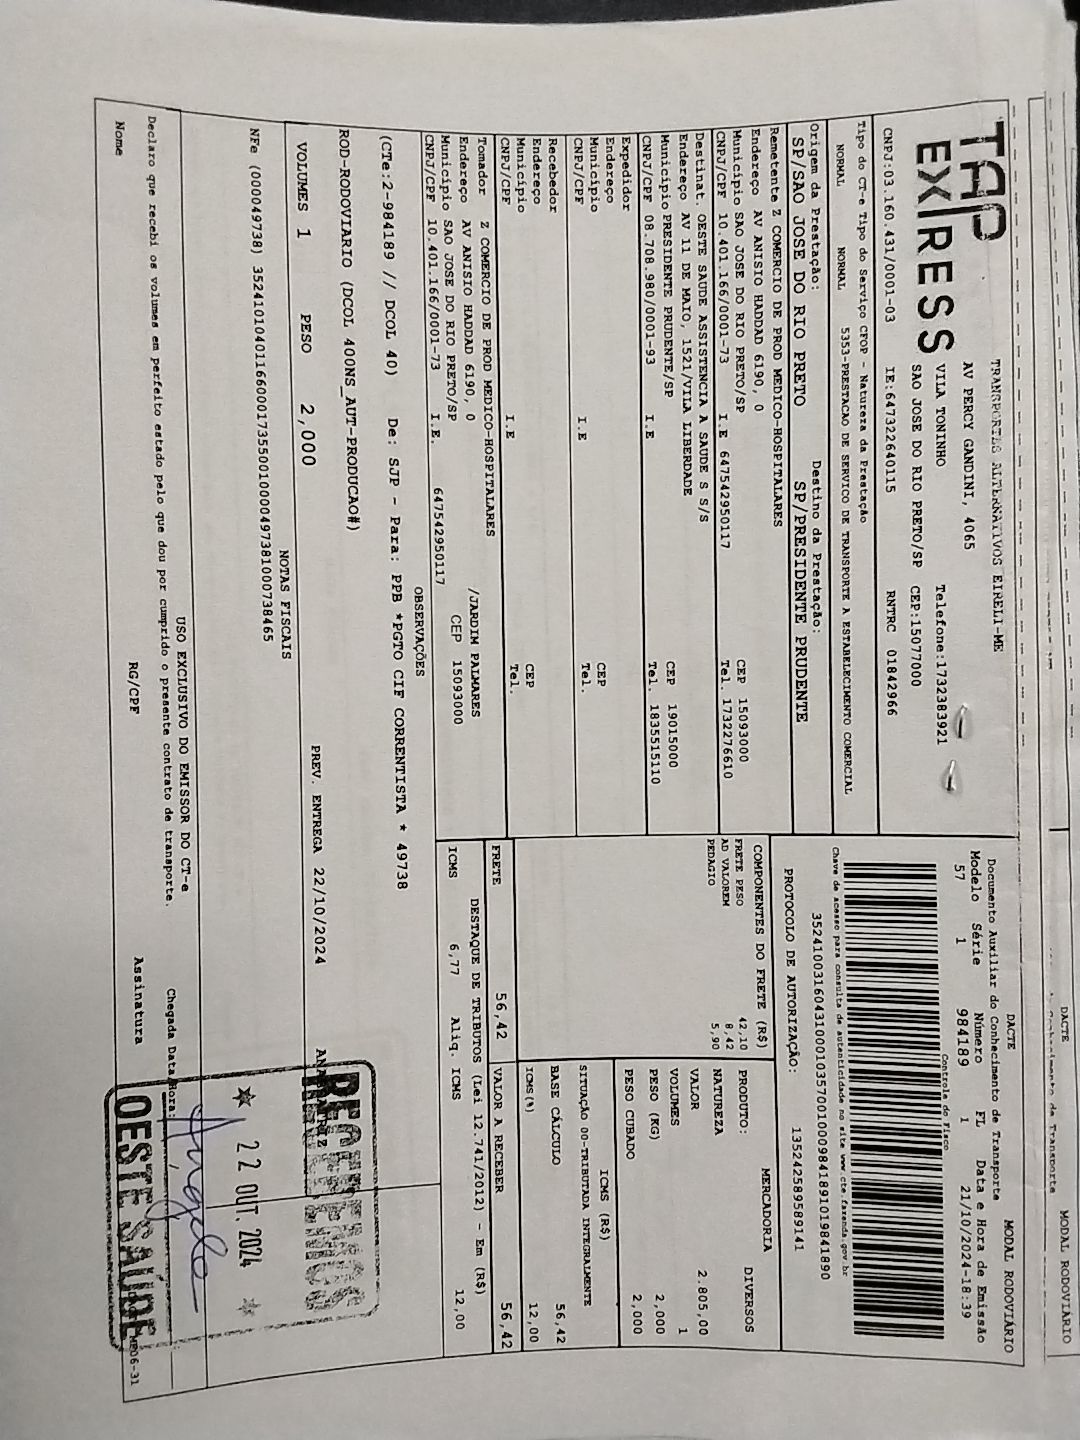 TAP EXPRESS
TRANSPORTES ALTERNATIVOS EIRELI-ME
AV PERCY GANDINI, 4065
VILA TONINHO Telefone:1732383921
SAO JOSE DO RIO PRETO/SP CEP:15077000
CNPJ:03.160.431/0001-03 IE:647322640115 RNTRC 01842966
Tipo do CT-e Tipo do Serviço CFOP - Natureza da Prestação
NORMAL NORMAL 5353-PRESTACAO DE SERVICO DE TRANSPORTE A ESTABELECIMENTO COMERCIAL
Origem da Prestação: Destino da Prestação:
SP/SAO JOSE DO RIO PRETO SP/PRESIDENTE PRUDENTE
Remetente Z COMERCIO DE PROD MEDICO-HOSPITALARES
Endereço AV ANISIO HADDAD 6190, 0
Município SAO JOSE DO RIO PRETO/SP CEP 15093000
CNPJ/CPF 10.401.166/0001-73 I.E 647542950117 Tel. 1732276610
Destinat. OESTE SAUDE ASSISTENCIA A SAUDE S S/S
Endereço AV 11 DE MAIO, 1521/VILA LIBERDADE
Município PRESIDENTE PRUDENTE/SP CEP 19015000
CNPJ/CPF 08.708.980/0001-93 I.E Tel. 1835515110
Expedidor
Endereço
Município CEP
CNPJ/CPF I.E Tel.
Recebedor
Endereço
Município CEP
CNPJ/CPF I.E Tel.
Tomador Z COMERCIO DE PROD MEDICO-HOSPITALARES
Endereço AV ANISIO HADDAD 6190, 0 /JARDIM PALMARES
Município SAO JOSE DO RIO PRETO/SP CEP 15093000
CNPJ/CPF 10.401.166/0001-73 I.E. 647542950117
DACTE MODAL RODOVIÁRIO
Documento Auxiliar do Conhecimento de Transporte
Modelo Série Número FL Data e Hora de Emissão
57 1 984189 1 21/10/2024-18:39
Controle do Fisco
Chave de acesso para consulta de autenticidade no site www.cte.fazenda.gov.br
35241003160431000103570010009841891019841890
PROTOCOLO DE AUTORIZAÇÃO: 135242589589141
COMPONENTES DO FRETE (R$)
FRETE PESO 42,10
AD VALOREM 8,42
PEDAGIO 5,90
MERCADORIA
PRODUTO: DIVERSOS
NATUREZA
VALOR 2.805,00
VOLUMES 1
PESO (KG) 2,000
PESO CUBADO 2,000
ICMS (R$)
SITUAÇÃO 00-TRIBUTADA INTEGRALMENTE
BASE CÁLCULO 56,42
ICMS(%) 12,00
FRETE 56,42 VALOR A RECEBER 56,42
DESTAQUE DE TRIBUTOS (Lei 12.741/2012) - Em (R$)
ICMS 6,77 Aliq. ICMS 12,00
OBSERVAÇÕES
(CTe:2-984189 // DCOL 40) De: SJP - Para: PPB *PGTO CIF CORRENTISTA * 49738
ROD-RODOVIARIO (DCOL 400NS_AUT-PRODUCAO#)
VOLUMES 1 PESO 2,000 PREV. ENTREGA 22/10/2024
NOTAS FISCAIS
NFe (000049738) 35241010401166000173550010000497381000738465
USO EXCLUSIVO DO EMISSOR DO CT-e
Declaro que recebi os volumes em perfeito estado pelo que dou por cumprido o presente contrato de transporte.
Chegada Data/Hora:
Nome RG/CPF Assinatura
RECEBEMOS
22 OUT. 2024
OESTE SAÚDE
DACTE MODAL RODOVIÁRIO